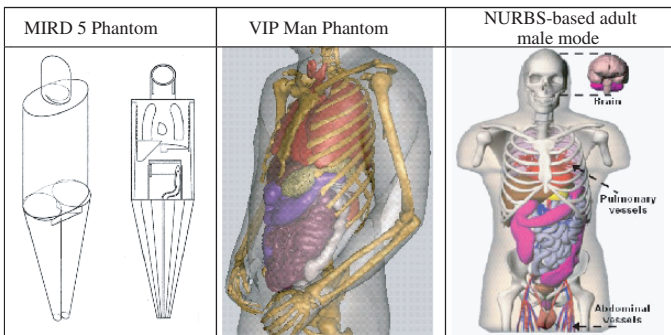 MIRD 5 Phantom
VIP Man Phantom
NURBS-based adult
male mode
Brain
Pulmonary
vessels
Abdominal
vessels